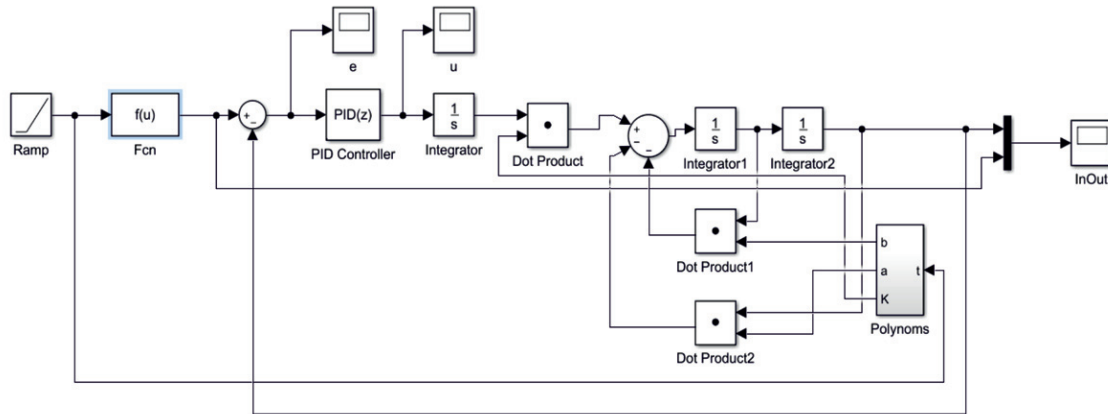 e
u
Ramp
f(u)
Fcn
+
−
PID(z)
PID Controller
1
s
Integrator
Dot Product
+
−
−
1
s
Integrator1
1
s
Integrator2
InOut
Dot Product1
b
a
K
t
Polynoms
Dot Product2